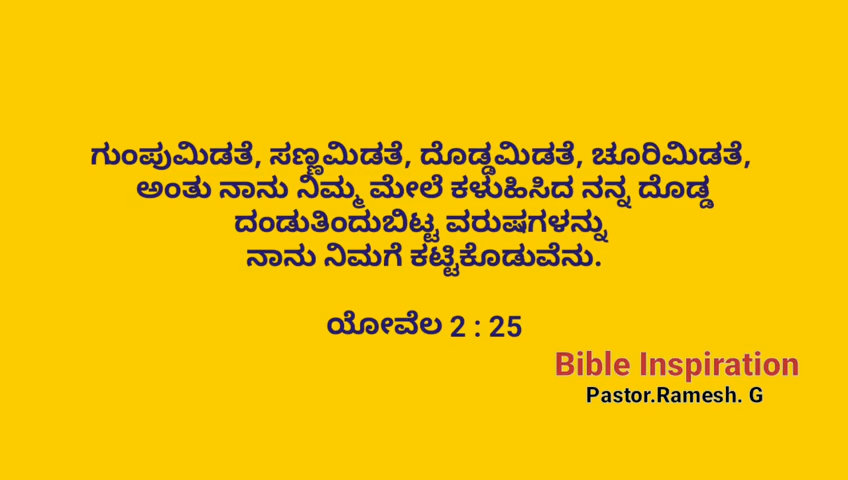 ಗುಂಪುಮಿಡತೆ, ಸಣ್ಣಮಿಡತೆ, ದೊಡ್ಡಮಿಡತೆ, ಚೂರಿಮಿಡತೆ,
ಅಂತು ನಾನು ನಿಮ್ಮ ಮೇಲೆ ಕಳುಹಿಸಿದ ನನ್ನ ದೊಡ್ಡ
ದಂಡುತಿಂದುಬಿಟ್ಟ ವರುಷಗಳನ್ನು
ನಾನು ನಿಮಗೆ ಕಟ್ಟಿಕೊಡುವೆನು.
ಯೋವೆಲ 2 : 25
Bible Inspiration
Pastor.Ramesh. G